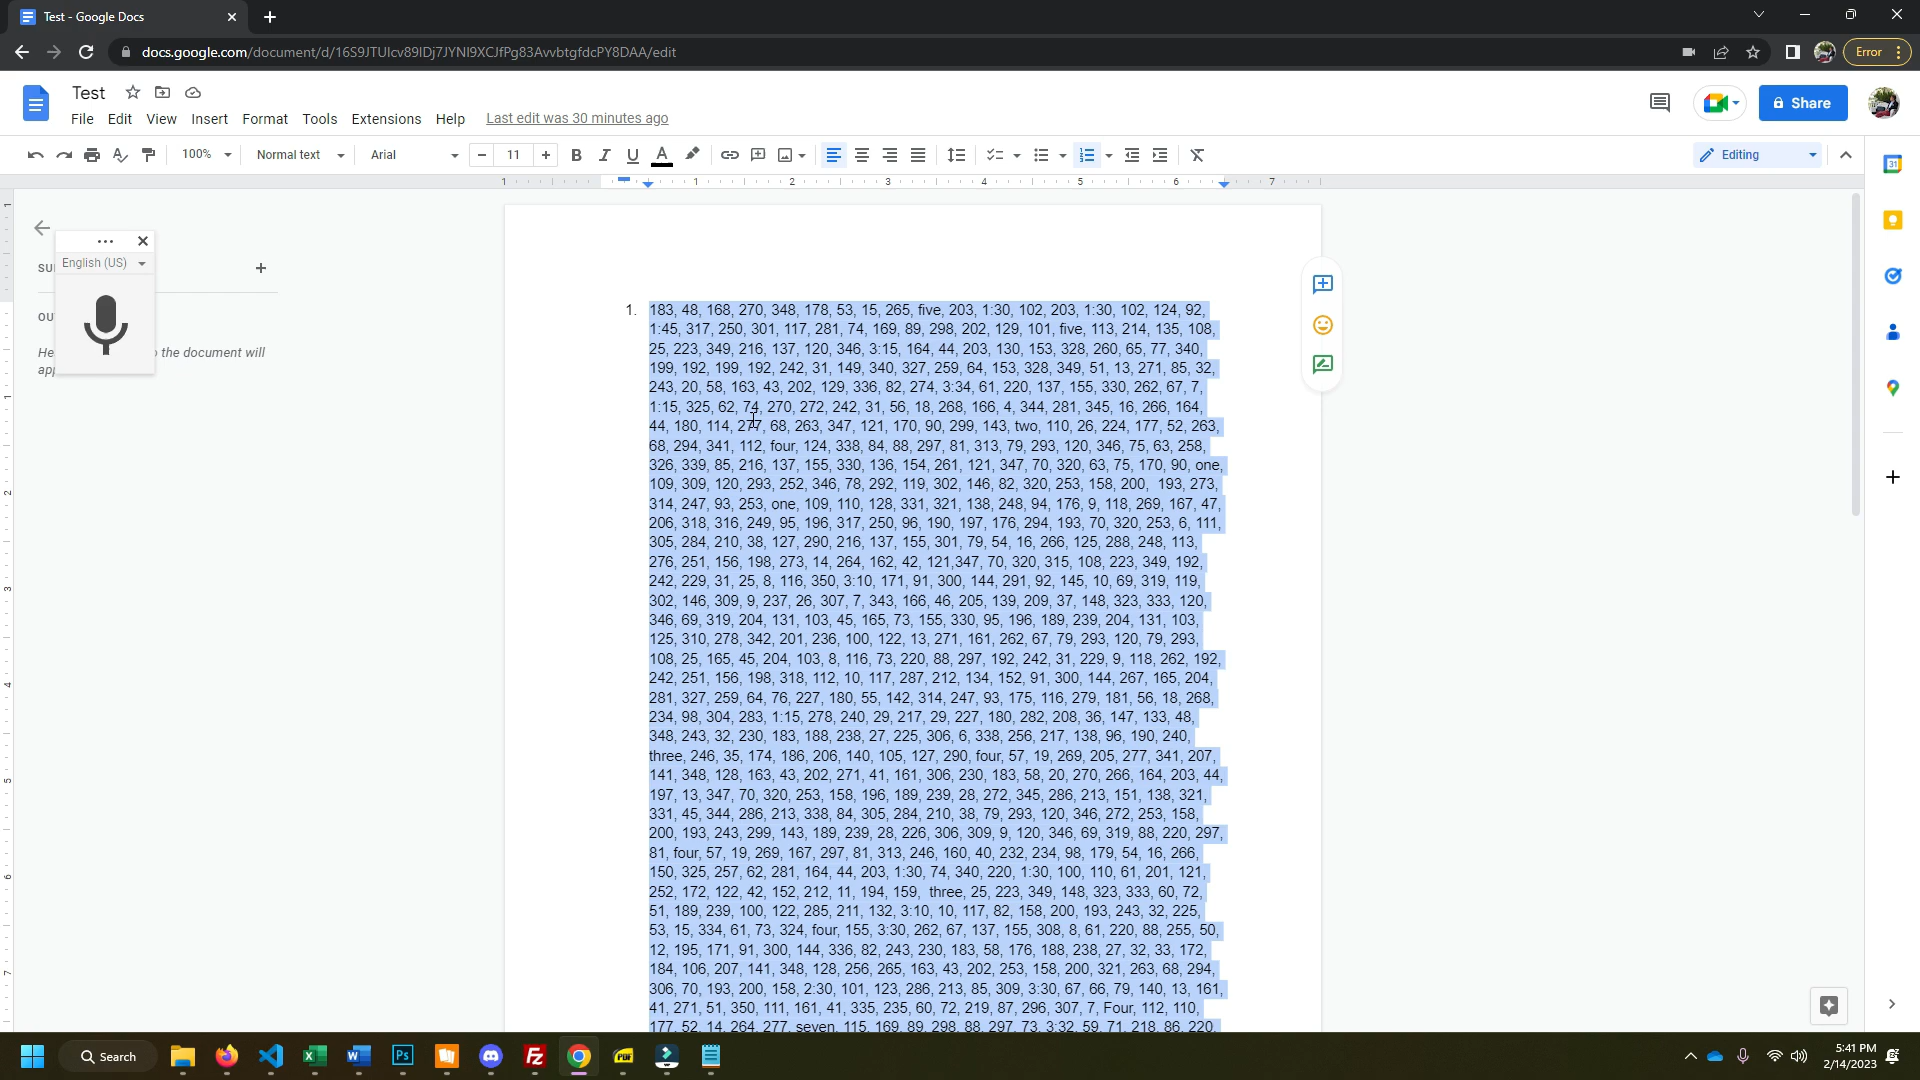 Test - Google Docs
docs.google.com/document/d/16S9JTUIcv89IDj7JYNI9XCJfPg83AvvbtgfdcPY8DAA/edit
Error
Test
File Edit View Insert Format Tools Extensions Help Last edit was 30 minutes ago
Share
100% Normal text Arial 11 Editing
1 1 2 3 4 5 6 7
English (US)
SU
OU
He the document will
ap
1. 183, 48, 168, 270, 348, 178, 53, 15, 265, five, 203, 1:30, 102, 203, 1:30, 102, 124, 92,
1:45, 317, 250, 301, 117, 281, 74, 169, 89, 298, 202, 129, 101, five, 113, 214, 135, 108,
25, 223, 349, 216, 137, 120, 346, 3:15, 164, 44, 203, 130, 153, 328, 260, 65, 77, 340,
199, 192, 199, 192, 242, 31, 149, 340, 327, 259, 64, 153, 328, 349, 51, 13, 271, 85, 32,
243, 20, 58, 163, 43, 202, 129, 336, 82, 274, 3:34, 61, 220, 137, 155, 330, 262, 67, 7,
1:15, 325, 62, 74, 270, 272, 242, 31, 56, 18, 268, 166, 4, 344, 281, 345, 16, 266, 164,
44, 180, 114, 277, 68, 263, 347, 121, 170, 90, 299, 143, two, 110, 26, 224, 177, 52, 263,
68, 294, 341, 112, four, 124, 338, 84, 88, 297, 81, 313, 79, 293, 120, 346, 75, 63, 258,
326, 339, 85, 216, 137, 155, 330, 136, 154, 261, 121, 347, 70, 320, 63, 75, 170, 90, one,
109, 309, 120, 293, 252, 346, 78, 292, 119, 302, 146, 82, 320, 253, 158, 200,  193, 273,
314, 247, 93, 253, one, 109, 110, 128, 331, 321, 138, 248, 94, 176, 9, 118, 269, 167, 47,
206, 318, 316, 249, 95, 196, 317, 250, 96, 190, 197, 176, 294, 193, 70, 320, 253, 6, 111,
305, 284, 210, 38, 127, 290, 216, 137, 155, 301, 79, 54, 16, 266, 125, 288, 248, 113,
276, 251, 156, 198, 273, 14, 264, 162, 42, 121,347, 70, 320, 315, 108, 223, 349, 192,
242, 229, 31, 25, 8, 116, 350, 3:10, 171, 91, 300, 144, 291, 92, 145, 10, 69, 319, 119,
302, 146, 309, 9, 237, 26, 307, 7, 343, 166, 46, 205, 139, 209, 37, 148, 323, 333, 120,
346, 69, 319, 204, 131, 103, 45, 165, 73, 155, 330, 95, 196, 189, 239, 204, 131, 103,
125, 310, 278, 342, 201, 236, 100, 122, 13, 271, 161, 262, 67, 79, 293, 120, 79, 293,
108, 25, 165, 45, 204, 103, 8, 116, 73, 220, 88, 297, 192, 242, 31, 229, 9, 118, 262, 192,
242, 251, 156, 198, 318, 112, 10, 117, 287, 212, 134, 152, 91, 300, 144, 267, 165, 204,
281, 327, 259, 64, 76, 227, 180, 55, 142, 314, 247, 93, 175, 116, 279, 181, 56, 18, 268,
234, 98, 304, 283, 1:15, 278, 240, 29, 217, 29, 227, 180, 282, 208, 36, 147, 133, 48,
348, 243, 32, 230, 183, 188, 238, 27, 225, 306, 6, 338, 256, 217, 138, 96, 190, 240,
three, 246, 35, 174, 186, 206, 140, 105, 127, 290, four, 57, 19, 269, 205, 277, 341, 207,
141, 348, 128, 163, 43, 202, 271, 41, 161, 306, 230, 183, 58, 20, 270, 266, 164, 203, 44,
197, 13, 347, 70, 320, 253, 158, 196, 189, 239, 28, 272, 345, 286, 213, 151, 138, 321,
331, 45, 344, 286, 213, 338, 84, 305, 284, 210, 38, 79, 293, 120, 346, 272, 253, 158,
200, 193, 243, 299, 143, 189, 239, 28, 226, 306, 309, 9, 120, 346, 69, 319, 88, 220, 297,
81, four, 57, 19, 269, 167, 297, 81, 313, 246, 160, 40, 232, 234, 98, 179, 54, 16, 266,
150, 325, 257, 62, 281, 164, 44, 203, 1:30, 74, 340, 220, 1:30, 100, 110, 61, 201, 121,
252, 172, 122, 42, 152, 212, 11, 194, 159,  three, 25, 223, 349, 148, 323, 333, 60, 72,
51, 189, 239, 100, 122, 285, 211, 132, 3:10, 10, 117, 82, 158, 200, 193, 243, 32, 225,
53, 15, 334, 61, 73, 324, four, 155, 3:30, 262, 67, 137, 155, 308, 8, 61, 220, 88, 255, 50,
12, 195, 171, 91, 300, 144, 336, 82, 243, 230, 183, 58, 176, 188, 238, 27, 32, 33, 172,
184, 106, 207, 141, 348, 128, 256, 265, 163, 43, 202, 253, 158, 200, 321, 263, 68, 294,
306, 70, 193, 200, 158, 2:30, 101, 123, 286, 213, 85, 309, 3:30, 67, 66, 79, 140, 13, 161,
41, 271, 51, 350, 111, 161, 41, 335, 235, 60, 72, 219, 87, 296, 307, 7, Four, 112, 110,
177, 52, 14, 264, 277, seven, 115, 169, 89, 298, 88, 297, 73, 3:32, 59, 71, 218, 86, 220,
Search
5:41 PM
2/14/2023